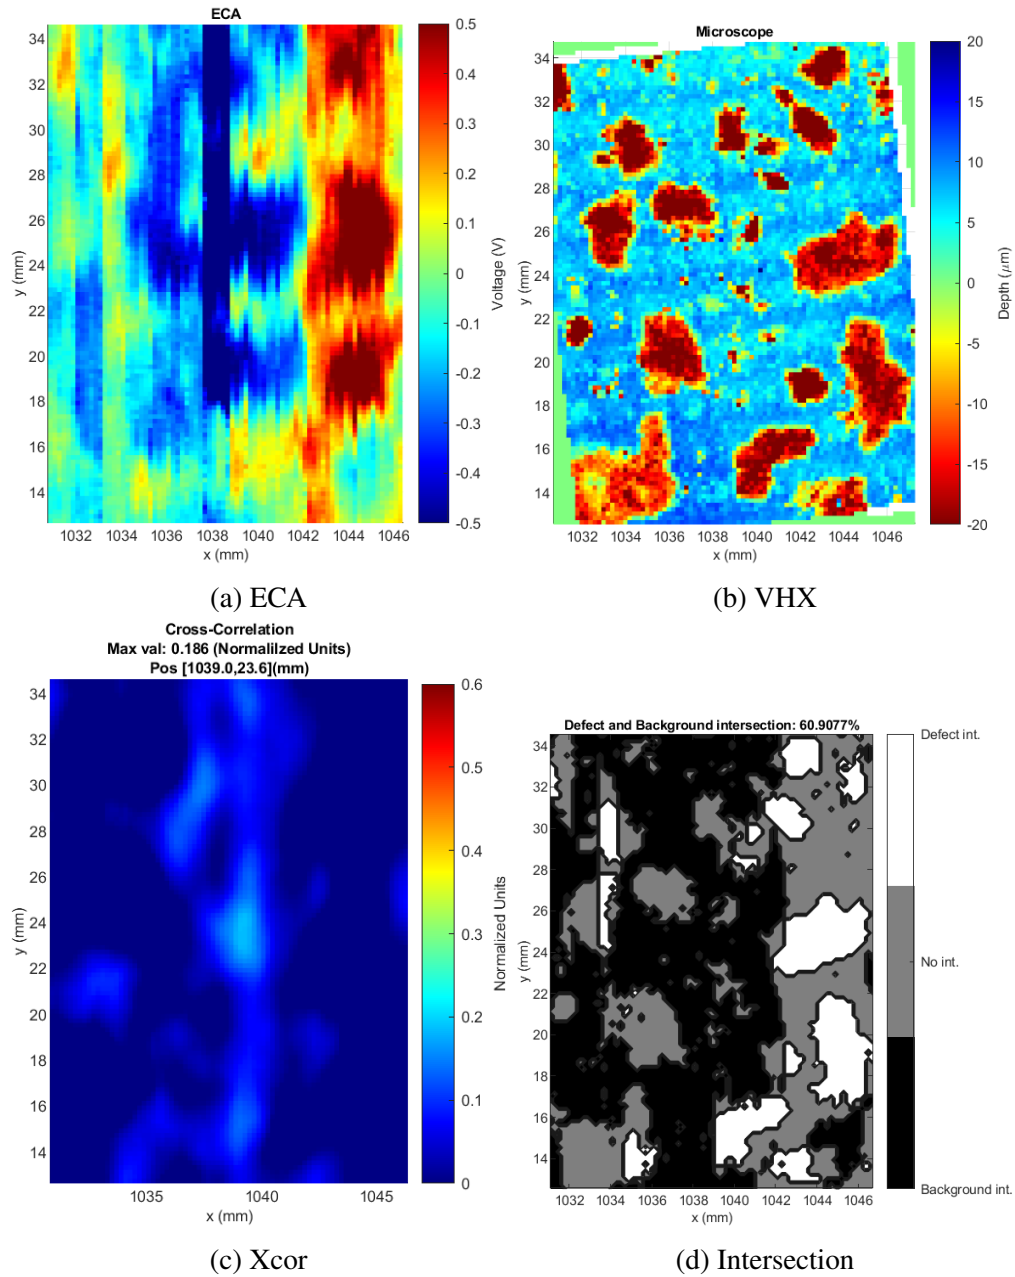 ECA
34
32
30
28
26
24
22
20
18
16
14
y (mm)
1032 1034 1036 1038 1040 1042 1044 1046
x (mm)
0.5
0.4
0.3
0.2
0.1
0
-0.1
-0.2
-0.3
-0.4
-0.5
Voltage (V)
(a) ECA
Microscope
34
32
30
28
26
24
22
20
18
16
14
y (mm)
1032 1034 1036 1038 1040 1042 1044 1046
x (mm)
20
15
10
5
0
-5
-10
-15
-20
Depth (μm)
(b) VHX
Cross-Correlation
Max val: 0.186 (Normalilzed Units)
Pos [1039.0,23.6](mm)
34
32
30
28
26
24
22
20
18
16
14
y (mm)
1035 1040 1045
x (mm)
0.6
0.5
0.4
0.3
0.2
0.1
0
Normalized Units
(c) Xcor
Defect and Background intersection: 60.9077%
34
32
30
28
26
24
22
20
18
16
14
y (mm)
1032 1034 1036 1038 1040 1042 1044 1046
x (mm)
Defect int.
No int.
Background int.
(d) Intersection